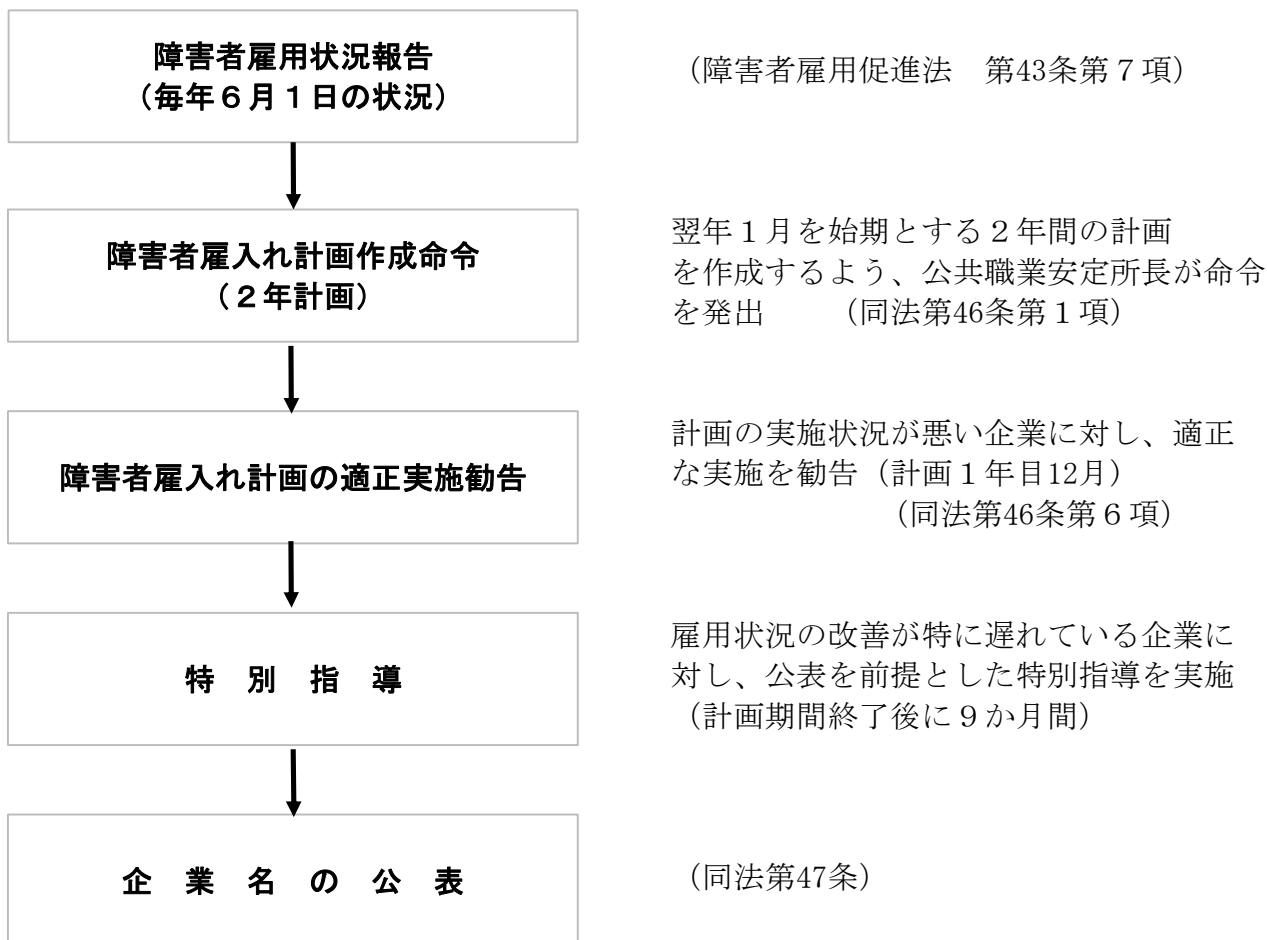 障害者雇用状況報告
（毎年６月１日の状況）
（障害者雇用促進法　第43条第７項）
障害者雇入れ計画作成命令
（２年計画）
翌年１月を始期とする２年間の計画
を作成するよう、公共職業安定所長が命令
を発出　　（同法第46条第１項）
障害者雇入れ計画の適正実施勧告
計画の実施状況が悪い企業に対し、適正
な実施を勧告（計画１年目12月）
（同法第46条第６項）
特　別　指　導
雇用状況の改善が特に遅れている企業に
対し、公表を前提とした特別指導を実施
（計画期間終了後に９か月間）
企　業　名　の　公　表
（同法第47条）